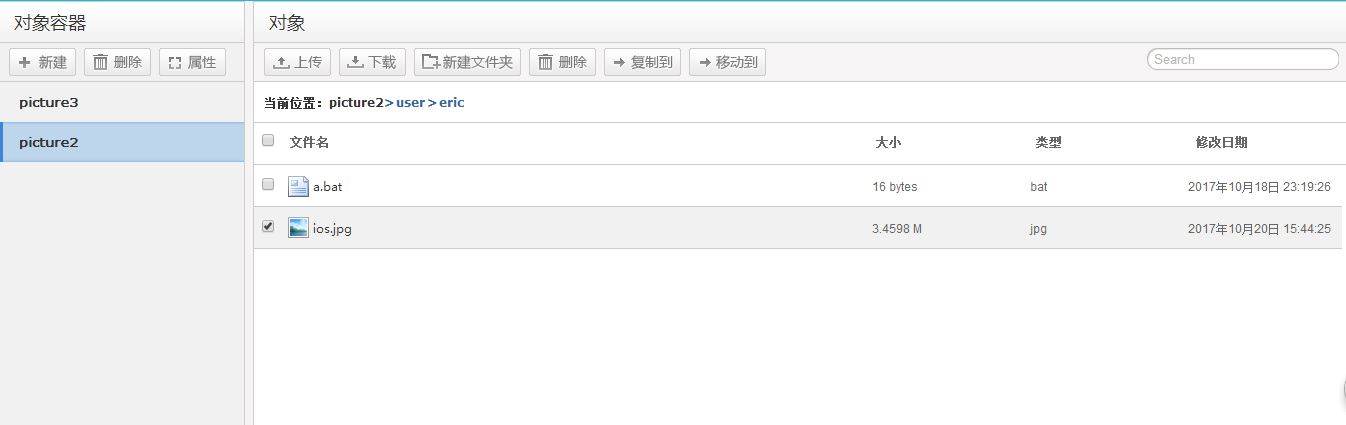 对象容器
新建 删除 属性
picture3
picture2
对象
上传 下载 新建文件夹 删除 复制到 移动到 Search
当前位置：picture2>user>eric
文件名 大小 类型 修改日期
a.bat 16 bytes bat 2017年10月18日 23:19:26
ios.jpg 3.4598 M jpg 2017年10月20日 15:44:25